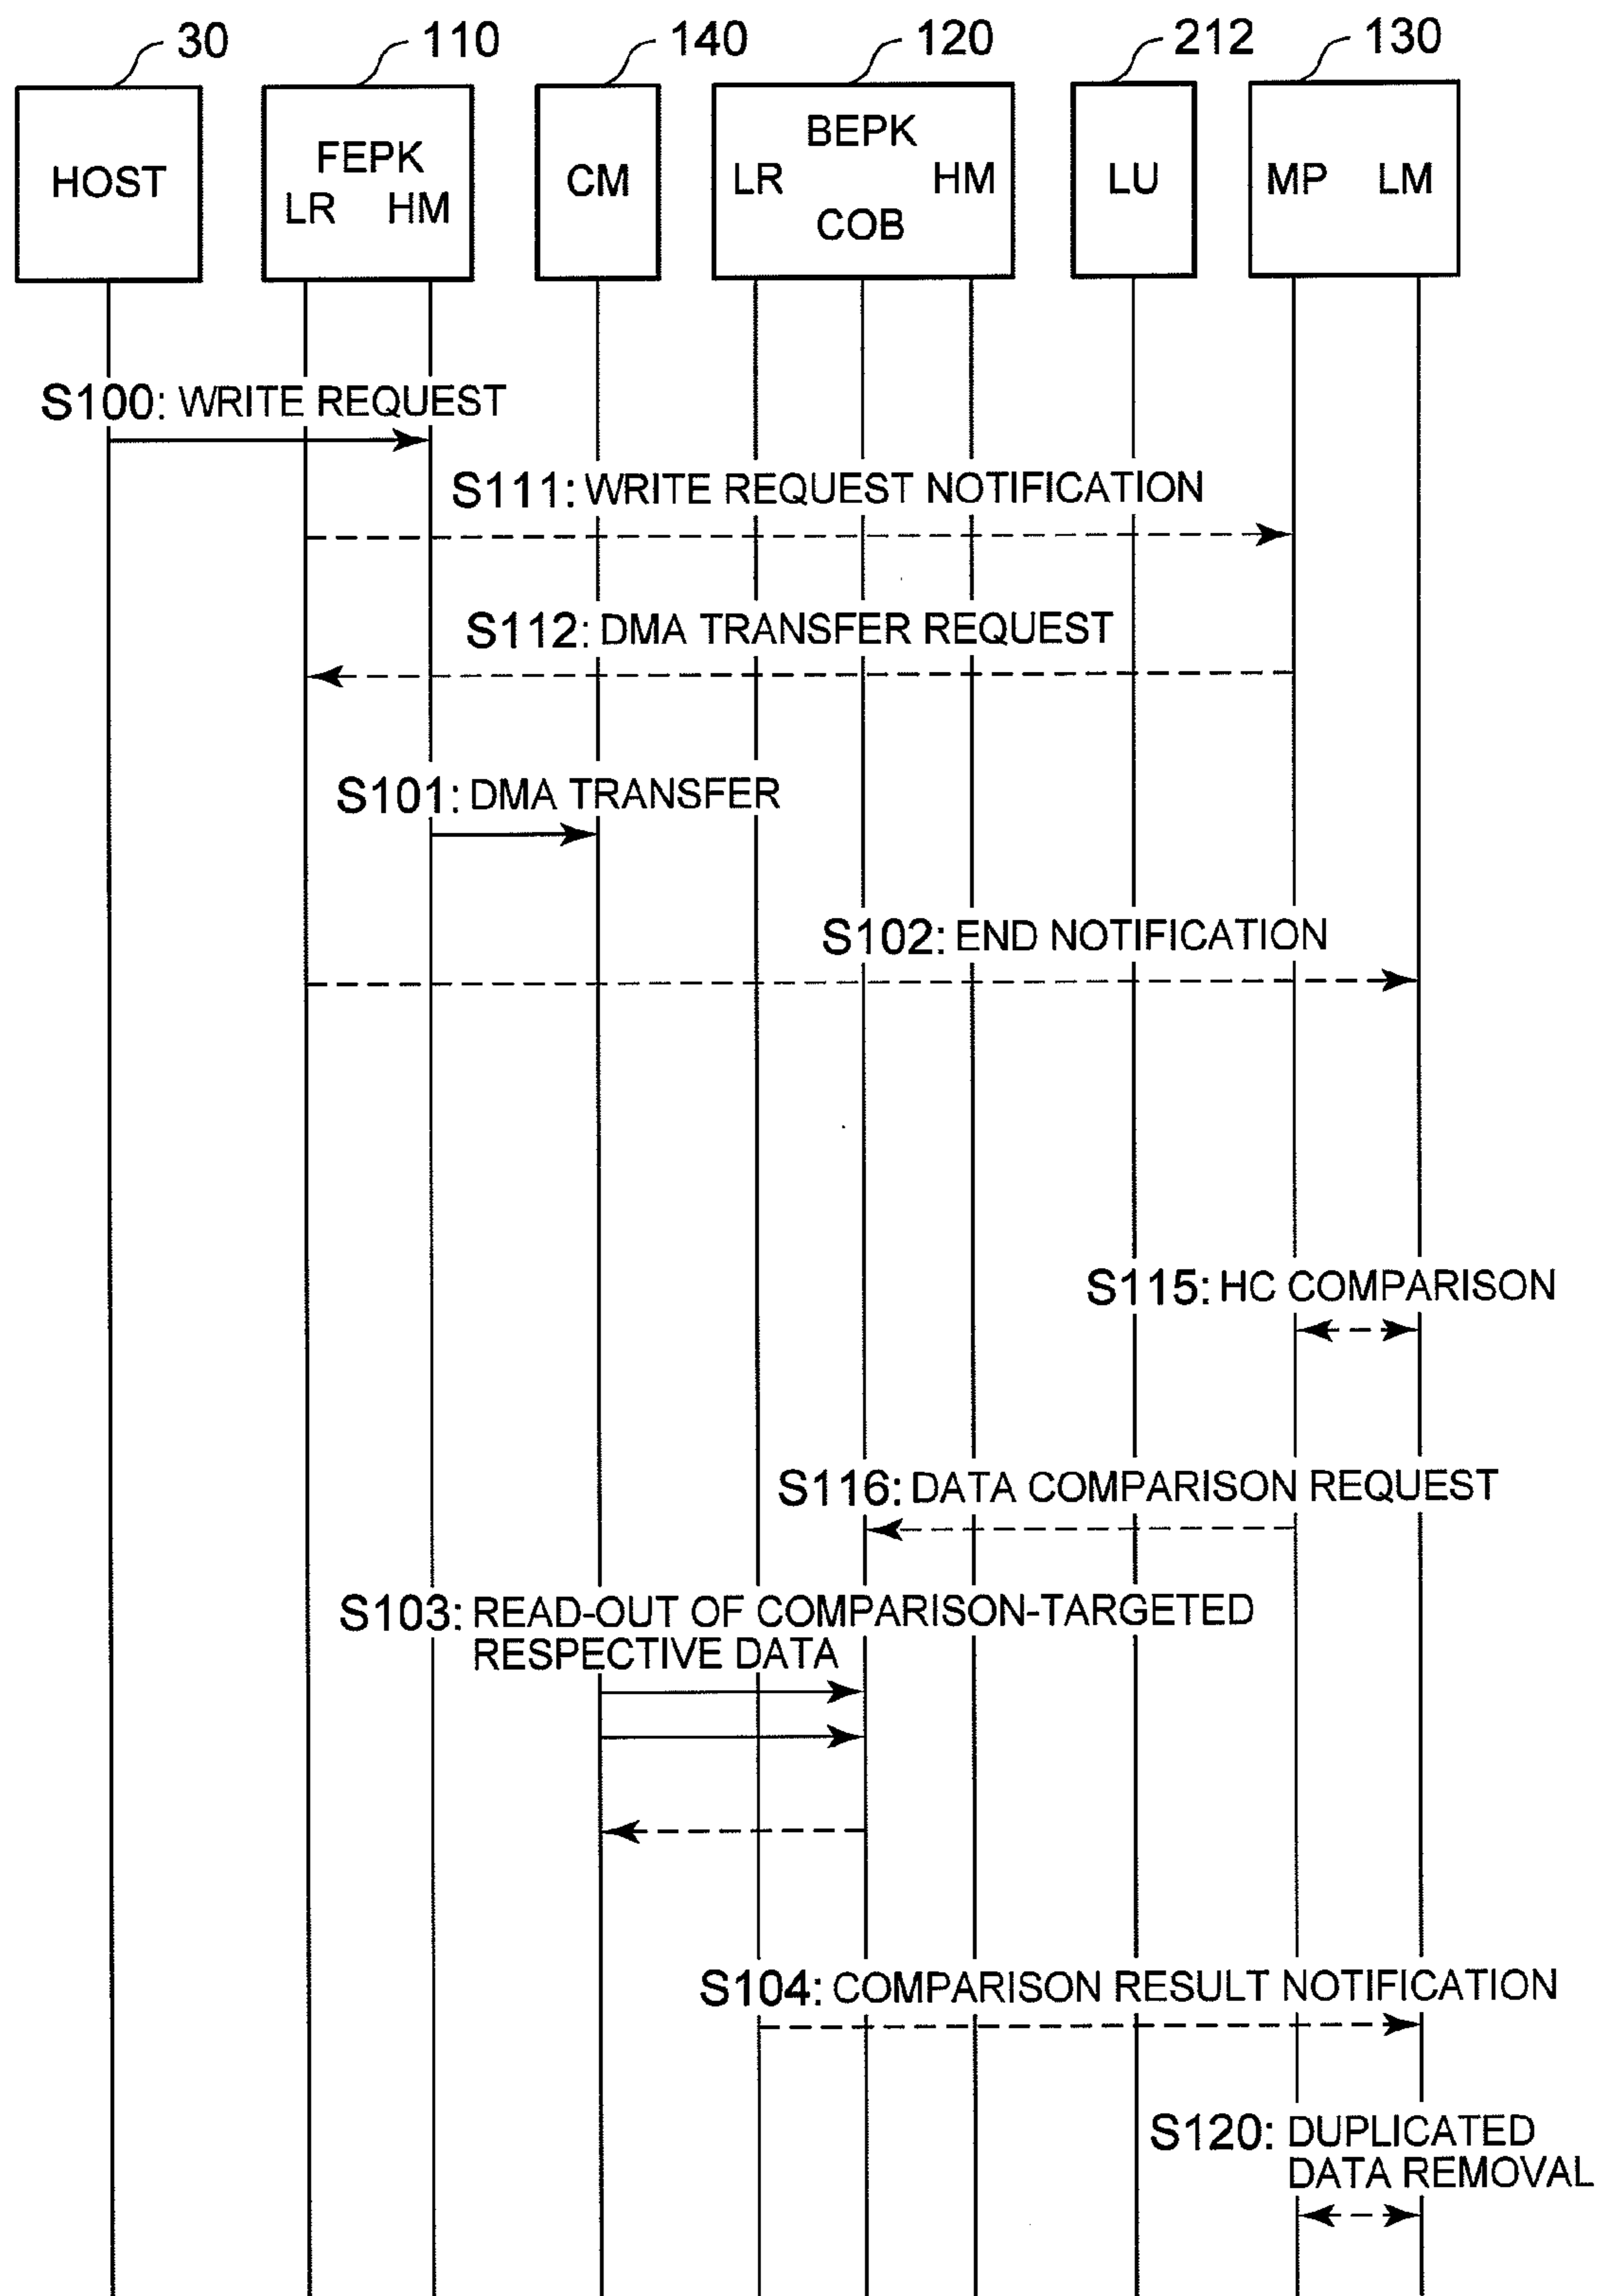 30 110 140 120 212 130
HOST
FEPK
LR HM
CM
BEPK
LR HM
COB
LU
MP LM
S100: WRITE REQUEST
S111: WRITE REQUEST NOTIFICATION
S112: DMA TRANSFER REQUEST
S101: DMA TRANSFER
S102: END NOTIFICATION
S115: HC COMPARISON
S116: DATA COMPARISON REQUEST
S103: READ-OUT OF COMPARISON-TARGETED
RESPECTIVE DATA
S104: COMPARISON RESULT NOTIFICATION
S120: DUPLICATED
DATA REMOVAL